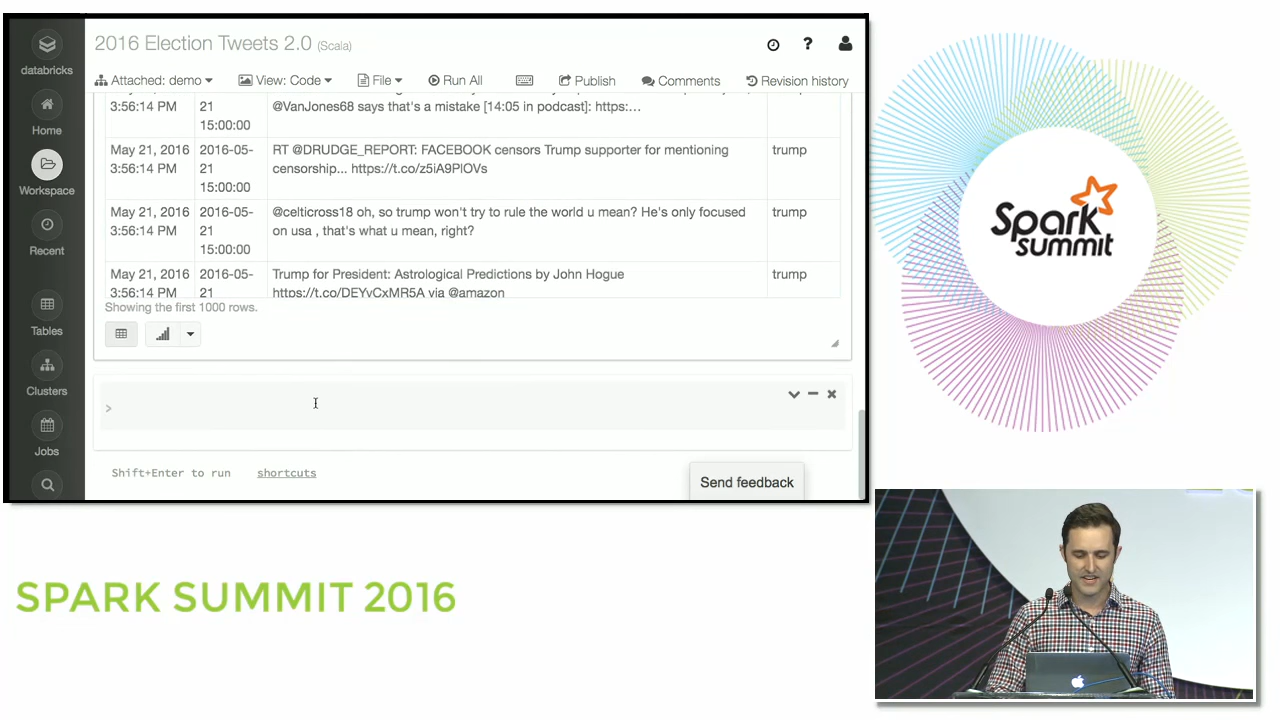 2016 Election Tweets 2.0 (Scala)
databricks
Home
Workspace
Recent
Tables
Clusters
Jobs
Attached: demo
View: Code
File
Run All
Publish
Comments
Revision history
3:56:14 PM
21
15:00:00
@VanJones68 says that's a mistake [14:05 in podcast]: https:…
May 21, 2016
3:56:14 PM
2016-05-
21
15:00:00
RT @DRUDGE_REPORT: FACEBOOK censors Trump supporter for mentioning
censorship... https://t.co/z5iA9PlOVs
trump
May 21, 2016
3:56:14 PM
2016-05-
21
15:00:00
@celticross18 oh, so trump won't try to rule the world u mean? He's only focused
on usa , that's what u mean, right?
trump
May 21, 2016
3:56:14 PM
2016-05-
21
Trump for President: Astrological Predictions by John Hogue
https://t.co/DEYvCxMR5A via @amazon
trump
Showing the first 1000 rows.
>
Shift+Enter to run shortcuts
Send feedback
Spark
summit
SPARK SUMMIT 2016